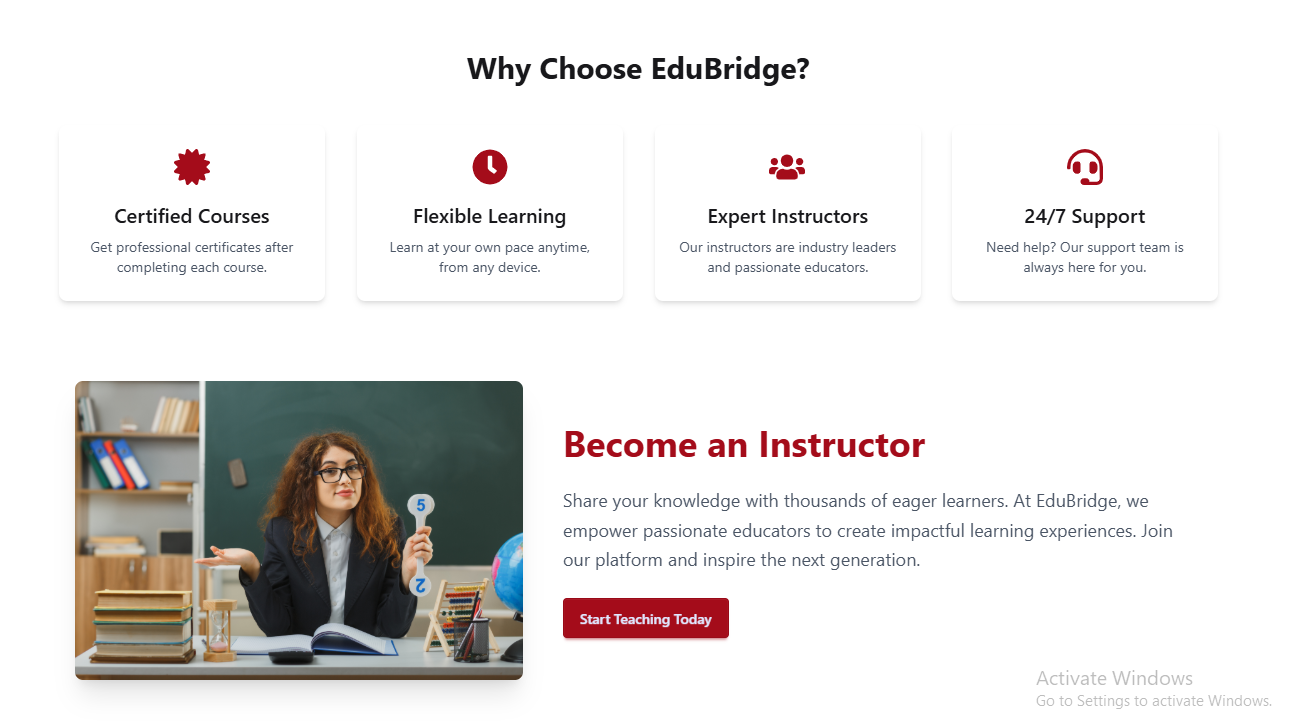 Why Choose EduBridge?
Certified Courses
Get professional certificates after
completing each course.
Flexible Learning
Learn at your own pace anytime,
from any device.
Expert Instructors
Our instructors are industry leaders
and passionate educators.
24/7 Support
Need help? Our support team is
always here for you.
5
2
Become an Instructor
Share your knowledge with thousands of eager learners. At EduBridge, we
empower passionate educators to create impactful learning experiences. Join
our platform and inspire the next generation.
Start Teaching Today
Activate Windows
Go to Settings to activate Windows.